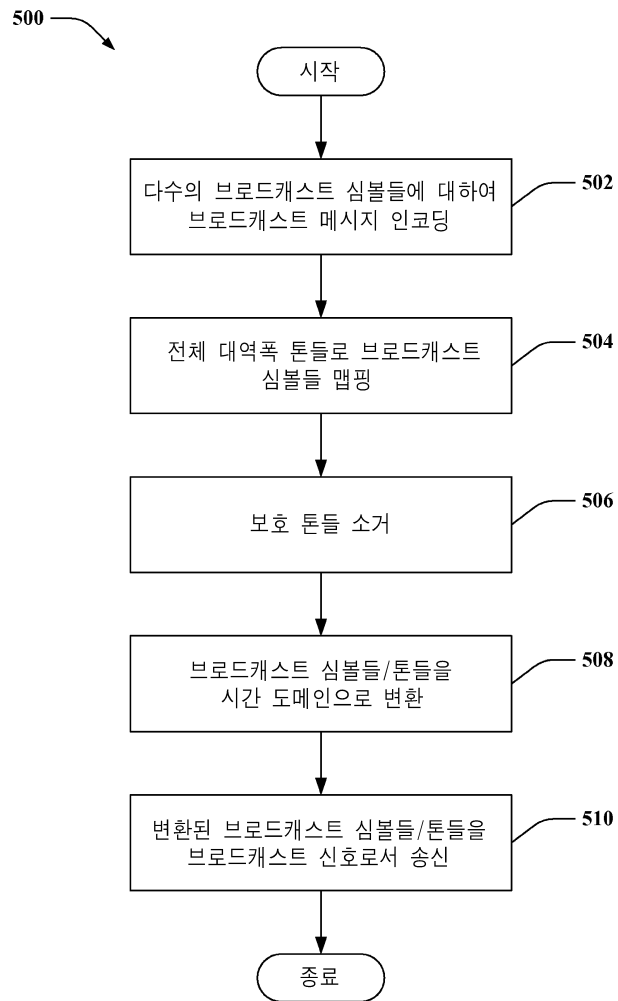 500
시작
다수의 브로드캐스트 심볼들에 대하여
브로드캐스트 메시지 인코딩
502
전체 대역폭 톤들로 브로드캐스트
심볼들 맵핑
504
보호 톤들 소거
506
브로드캐스트 심볼들/톤들을
시간 도메인으로 변환
508
변환된 브로드캐스트 심볼들/톤들을
브로드캐스트 신호로서 송신
510
종료